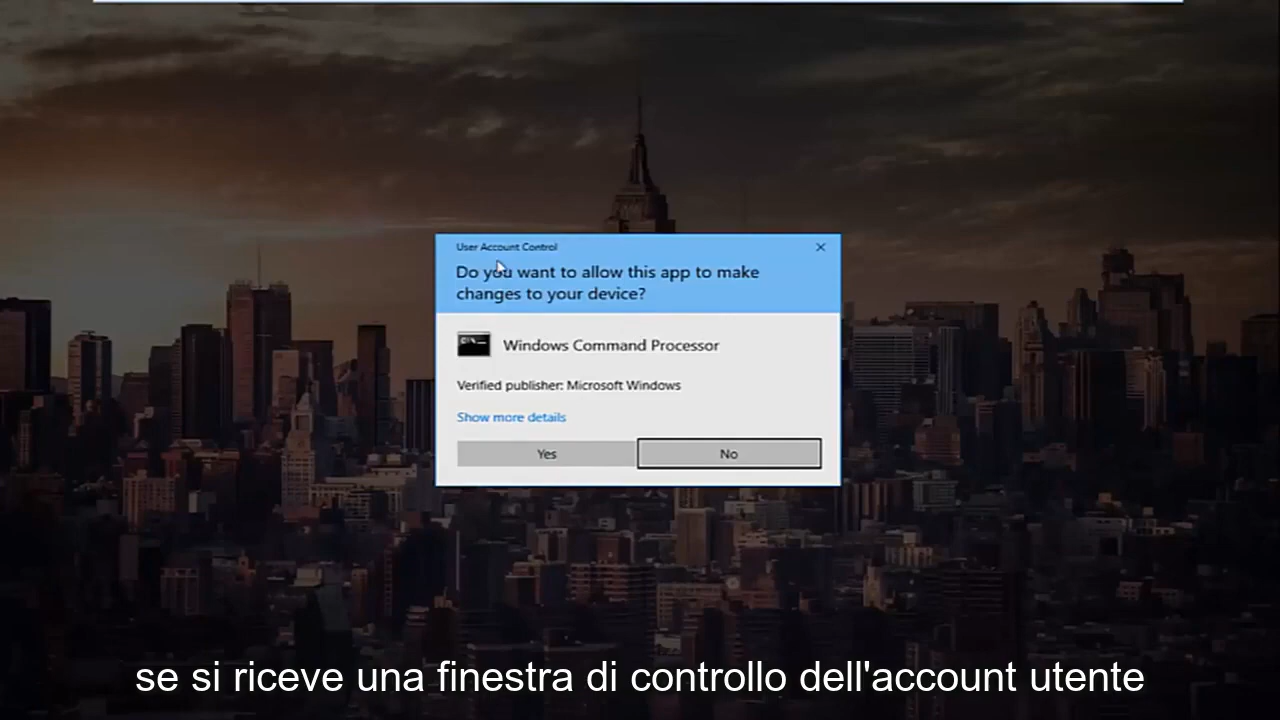 User Account Control
Do you want to allow this app to make
changes to your device?
Windows Command Processor
Verified publisher: Microsoft Windows
Show more details
Yes No
se si riceve una finestra di controllo dell'account utente